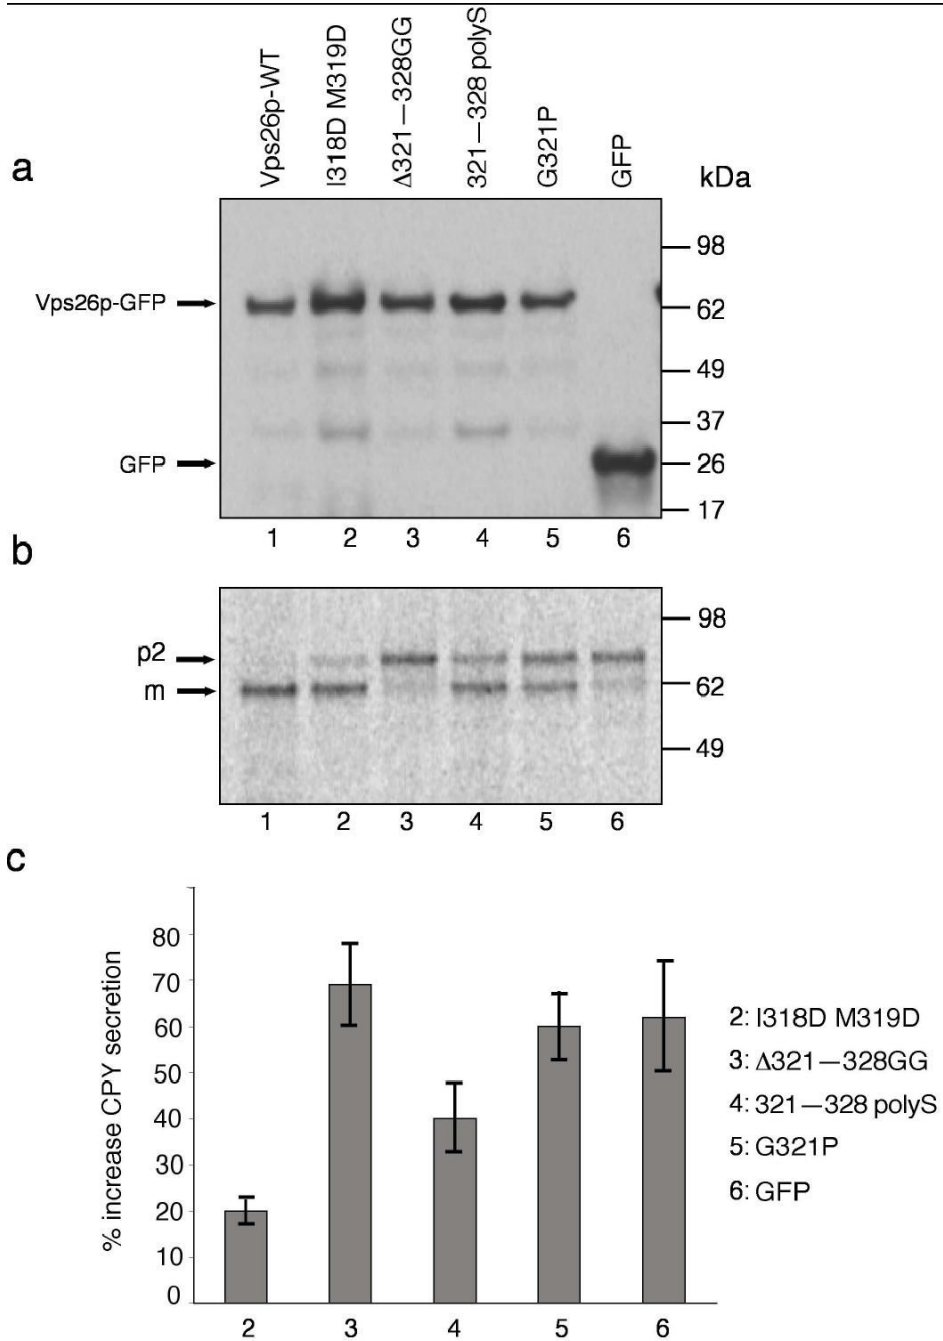 Vps26p-WT
I318D M319D
Δ321—328GG
321—328 polyS
G321P
GFP
a
kDa
98
Vps26p-GFP
62
49
37
GFP
26
17
1 2 3 4 5 6
b
98
p2
62
m
49
1 2 3 4 5 6
c
% increase CPY secretion
80
70
60
50
40
30
20
10
0
2 3 4 5 6
2: I318D M319D
3: Δ321—328GG
4: 321—328 polyS
5: G321P
6: GFP